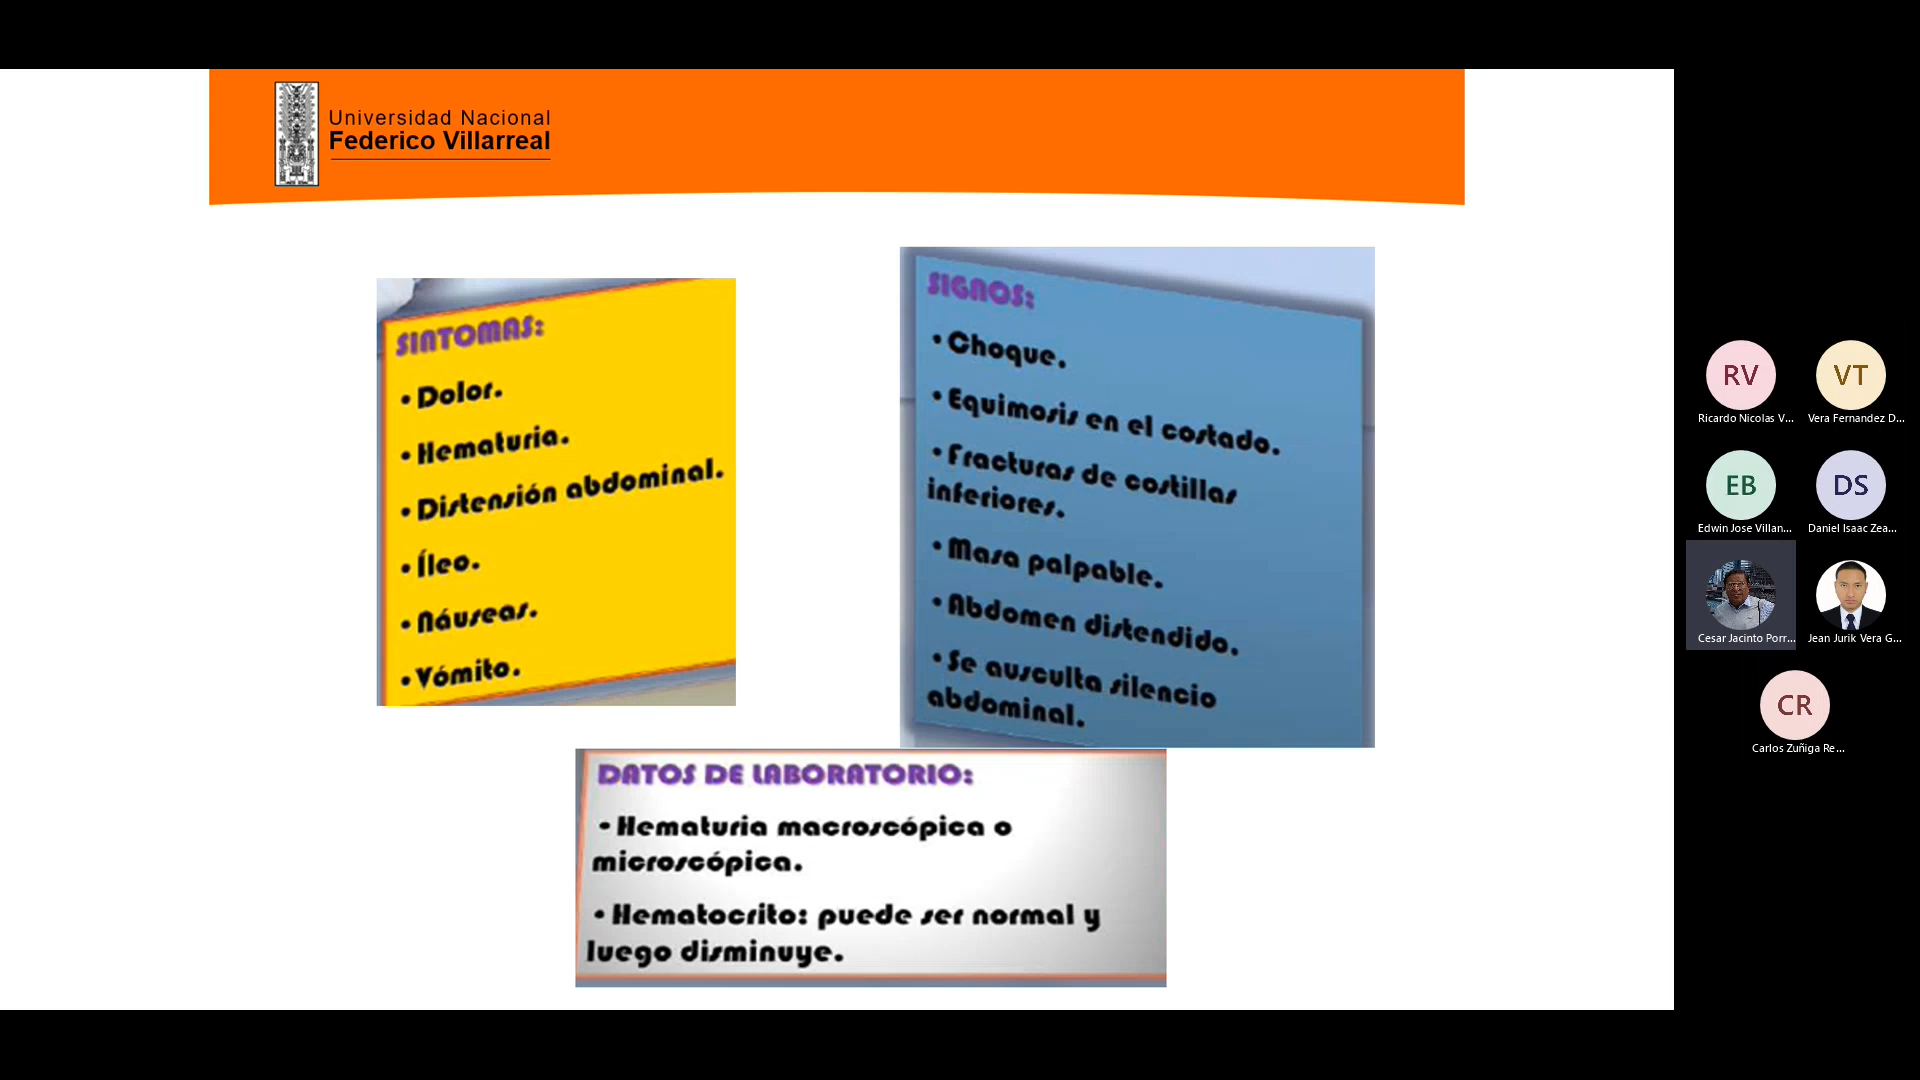 Universidad Nacional
Federico Villarreal
SINTOMAS:
• Dolor.
• Hematuria.
• Distensión abdominal.
• Íleo.
• Náuseas.
• Vómito.
SIGNOS:
• Choque.
• Equimosis en el costado.
• Fracturas de costillas
inferiores.
• Masa palpable.
• Abdomen distendido.
• Se ausculta silencio
abdominal.
DATOS DE LABORATORIO:
• Hematuria macroscópica o
microscópica.
• Hematocrito: puede ser normal y
luego disminuye.
RV
Ricardo Nicolas V...
VT
Vera Fernandez D...
EB
Edwin Jose Villan...
DS
Daniel Isaac Zea...
Cesar Jacinto Porr...
Jean Jurik Vera G...
CR
Carlos Zuñiga Re...